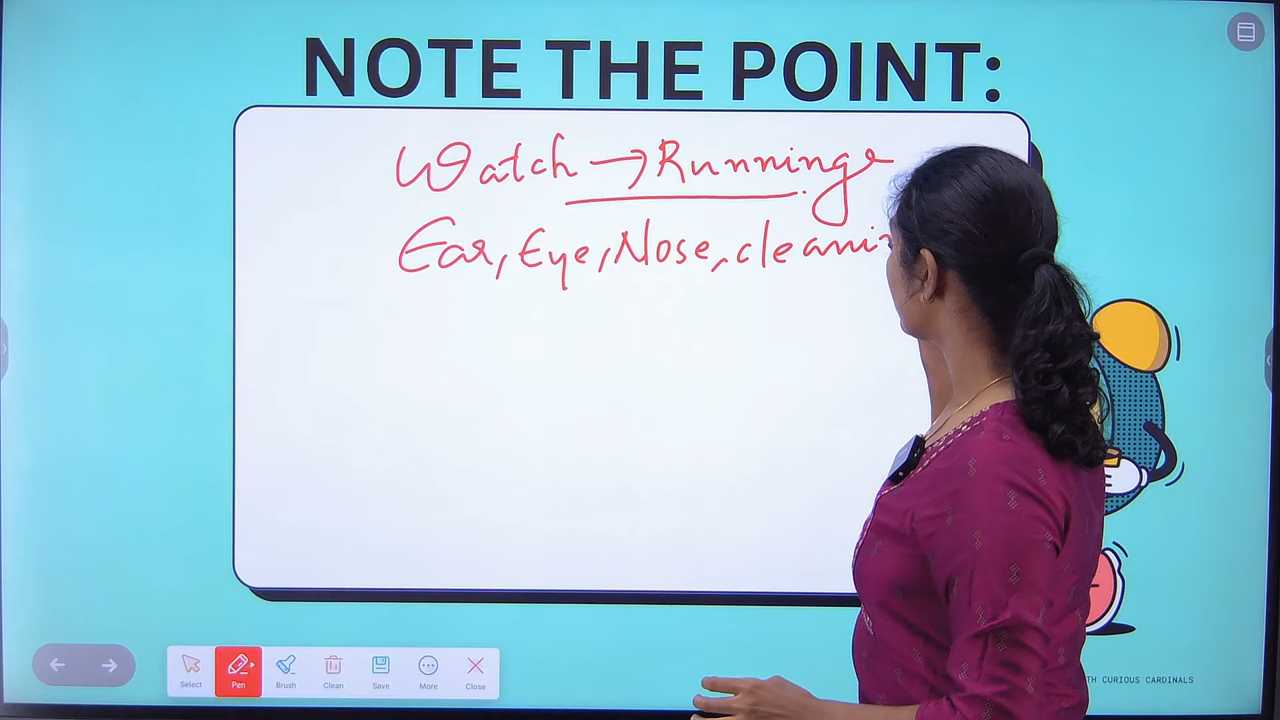 NOTE THE POINT:
Watch → Running
Ear, Eye, Nose, cleani
Select Pen Brush Clean Save More Close
TH CURIOUS CARDINALS